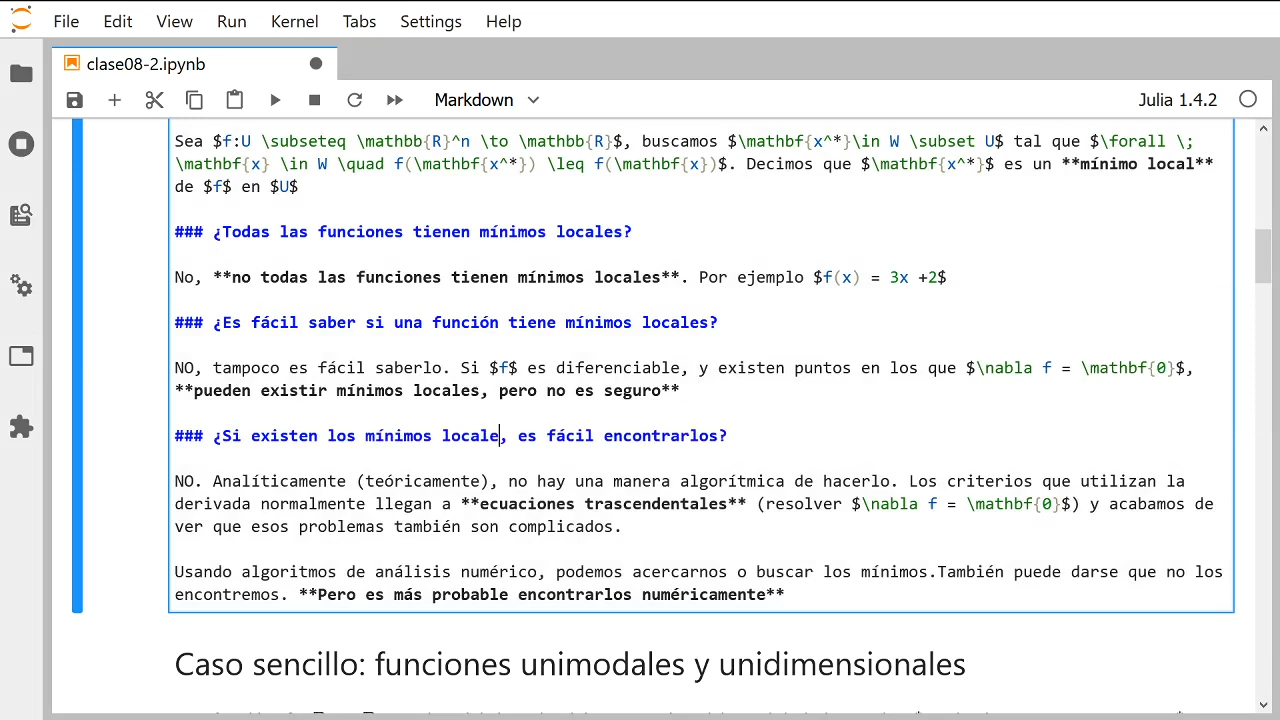 File Edit View Run Kernel Tabs Settings Help
clase08-2.ipynb
Markdown
Julia 1.4.2
Sea $f:U \subseteq \mathbb{R}^n \to \mathbb{R}$, buscamos $\mathbf{x^*}\in W \subset U$ tal que $\forall \;
\mathbf{x} \in W \quad f(\mathbf{x^*}) \leq f(\mathbf{x})$. Decimos que $\mathbf{x^*}$ es un **mínimo local**
de $f$ en $U$
### ¿Todas las funciones tienen mínimos locales?
No, **no todas las funciones tienen mínimos locales**. Por ejemplo $f(x) = 3x +2$
### ¿Es fácil saber si una función tiene mínimos locales?
NO, tampoco es fácil saberlo. Si $f$ es diferenciable, y existen puntos en los que $\nabla f = \mathbf{0}$,
**pueden existir mínimos locales, pero no es seguro**
### ¿Si existen los mínimos locale, es fácil encontrarlos?
NO. Analíticamente (teóricamente), no hay una manera algorítmica de hacerlo. Los criterios que utilizan la
derivada normalmente llegan a **ecuaciones trascendentales** (resolver $\nabla f = \mathbf{0}$) y acabamos de
ver que esos problemas también son complicados.
Usando algoritmos de análisis numérico, podemos acercarnos o buscar los mínimos.También puede darse que no los
encontremos. **Pero es más probable encontrarlos numéricamente**
Caso sencillo: funciones unimodales y unidimensionales